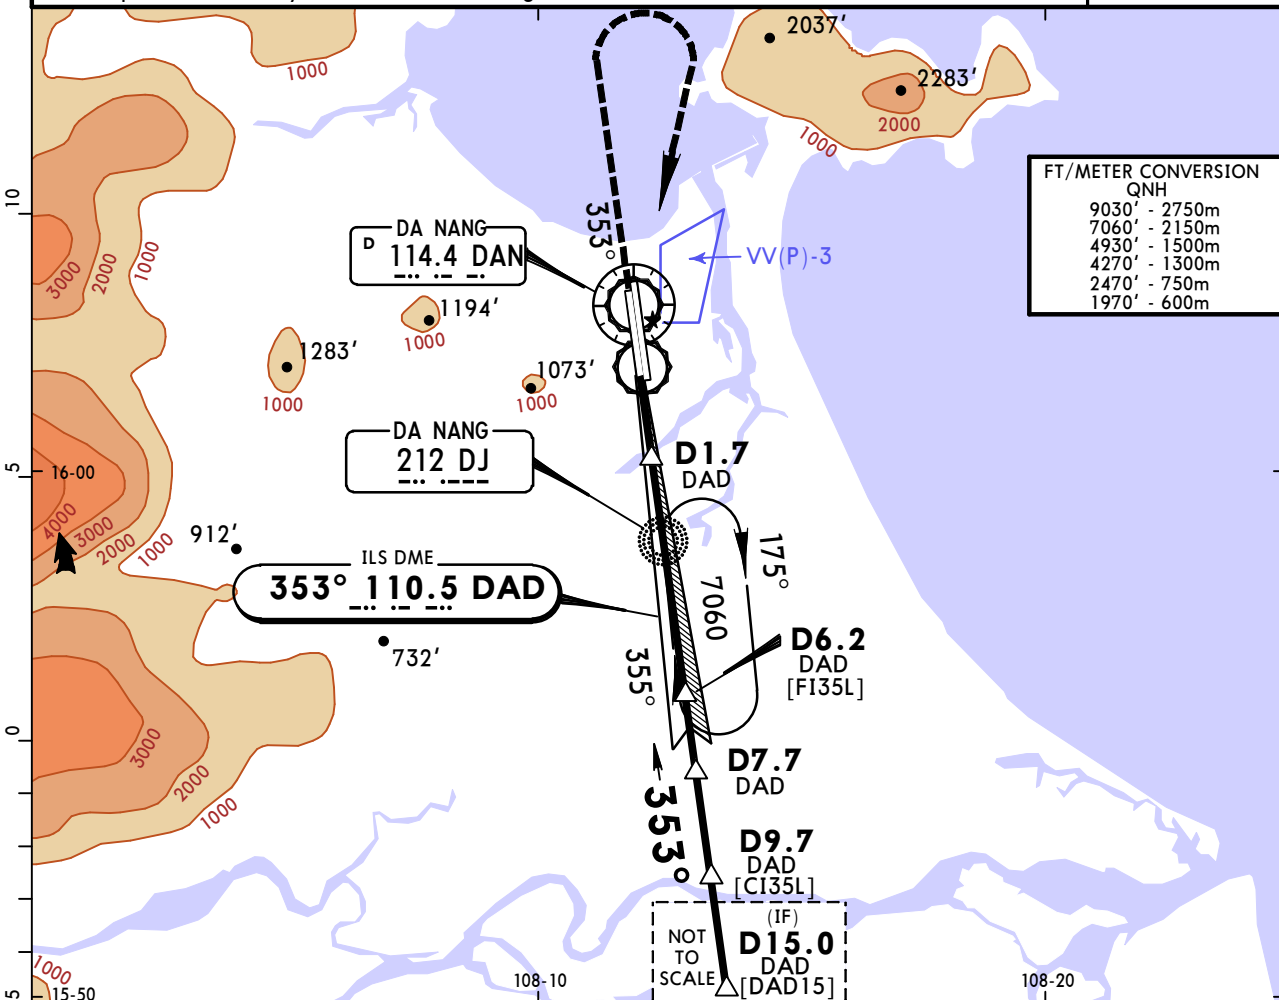 2037'
2283'
1000
2000
1000
FT/METER CONVERSION
QNH
9030' - 2750m
7060' - 2150m
4930' - 1500m
4270' - 1300m
2470' - 750m
1970' - 600m
10
353°
DA NANG
D 114.4 DAN
VV(P)-3
3000
2000
1000
1194'
1000
1283'
1000
1073'
1000
DA NANG
212 DJ
D1.7
DAD
5
16-00
4000
3000
2000
1000
912'
ILS DME
353° 110.5 DAD
175°
7060
732'
355°
D6.2
DAD
[FI35L]
0
3000
2000
1000
D7.7
DAD
353°
D9.7
DAD
[CI35L]
(IF)
D15.0
DAD
[DAD15]
NOT
TO
SCALE
1000
5
15-50
108-10
108-20